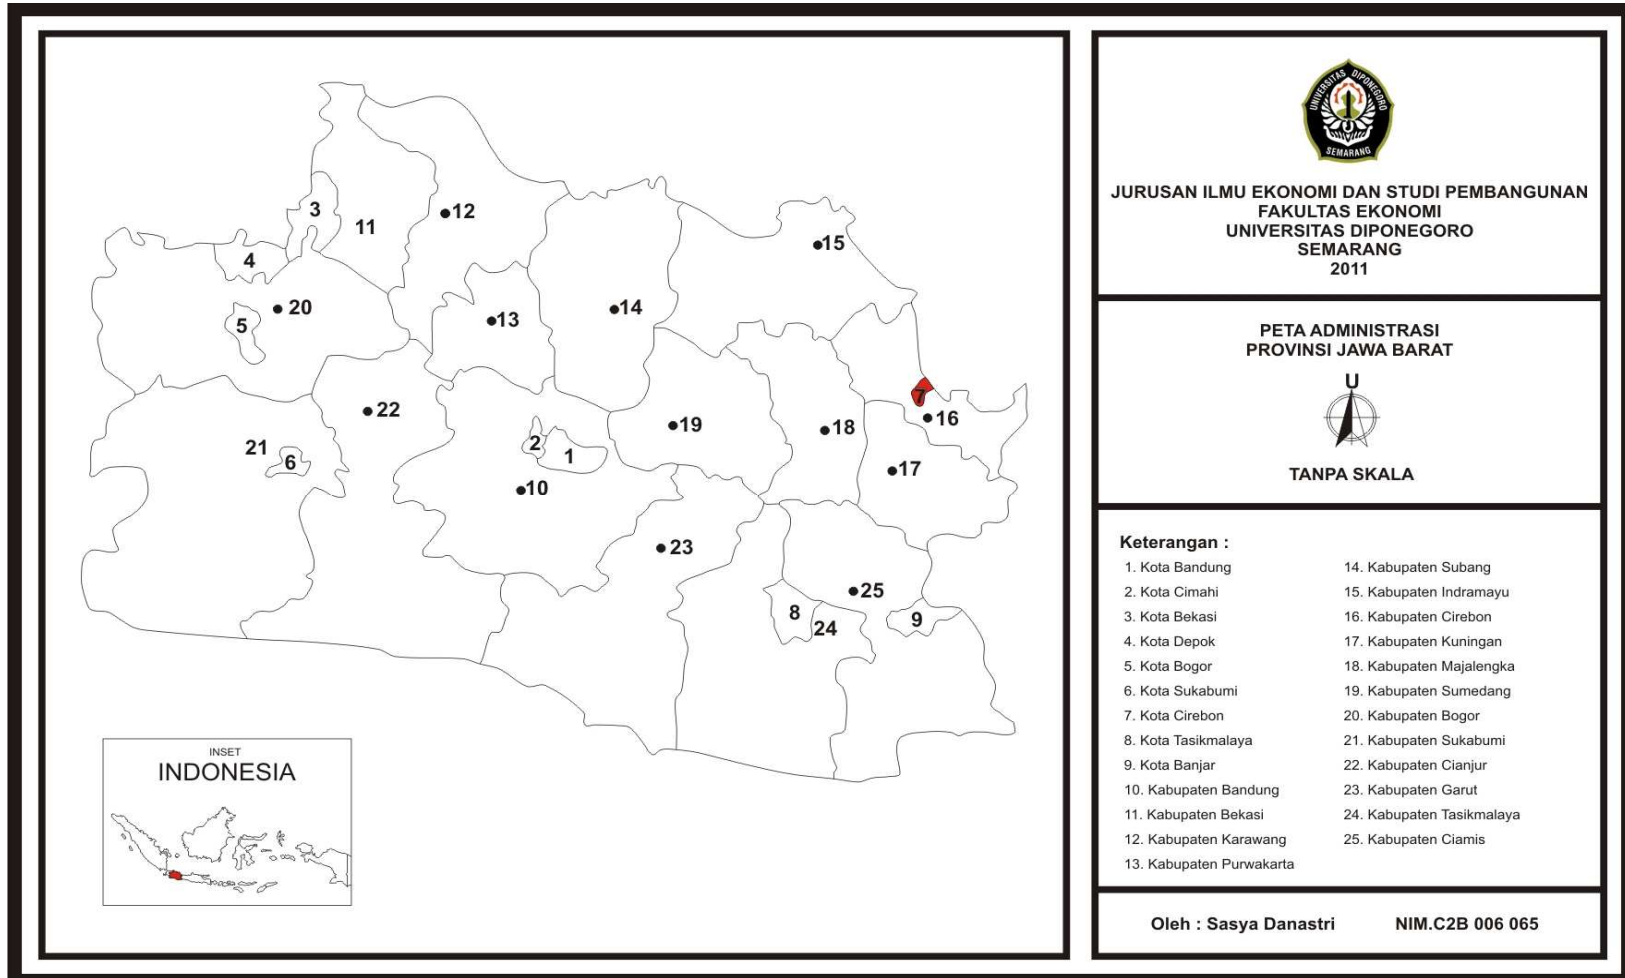 3
12
11
15
4
20
14
5
13
7
22
16
19
18
21
2
6
1
17
10
23
25
8
9
24
INSET
INDONESIA
UNIVERSITAS DIPONEGORO
SEMARANG
JURUSAN ILMU EKONOMI DAN STUDI PEMBANGUNAN
FAKULTAS EKONOMI
UNIVERSITAS DIPONEGORO
SEMARANG
2011
PETA ADMINISTRASI
PROVINSI JAWA BARAT
U
TANPA SKALA
Keterangan :
1. Kota Bandung
2. Kota Cimahi
3. Kota Bekasi
4. Kota Depok
5. Kota Bogor
6. Kota Sukabumi
7. Kota Cirebon
8. Kota Tasikmalaya
9. Kota Banjar
10. Kabupaten Bandung
11. Kabupaten Bekasi
12. Kabupaten Karawang
13. Kabupaten Purwakarta
14. Kabupaten Subang
15. Kabupaten Indramayu
16. Kabupaten Cirebon
17. Kabupaten Kuningan
18. Kabupaten Majalengka
19. Kabupaten Sumedang
20. Kabupaten Bogor
21. Kabupaten Sukabumi
22. Kabupaten Cianjur
23. Kabupaten Garut
24. Kabupaten Tasikmalaya
25. Kabupaten Ciamis
Oleh : Sasya Danastri NIM.C2B 006 065